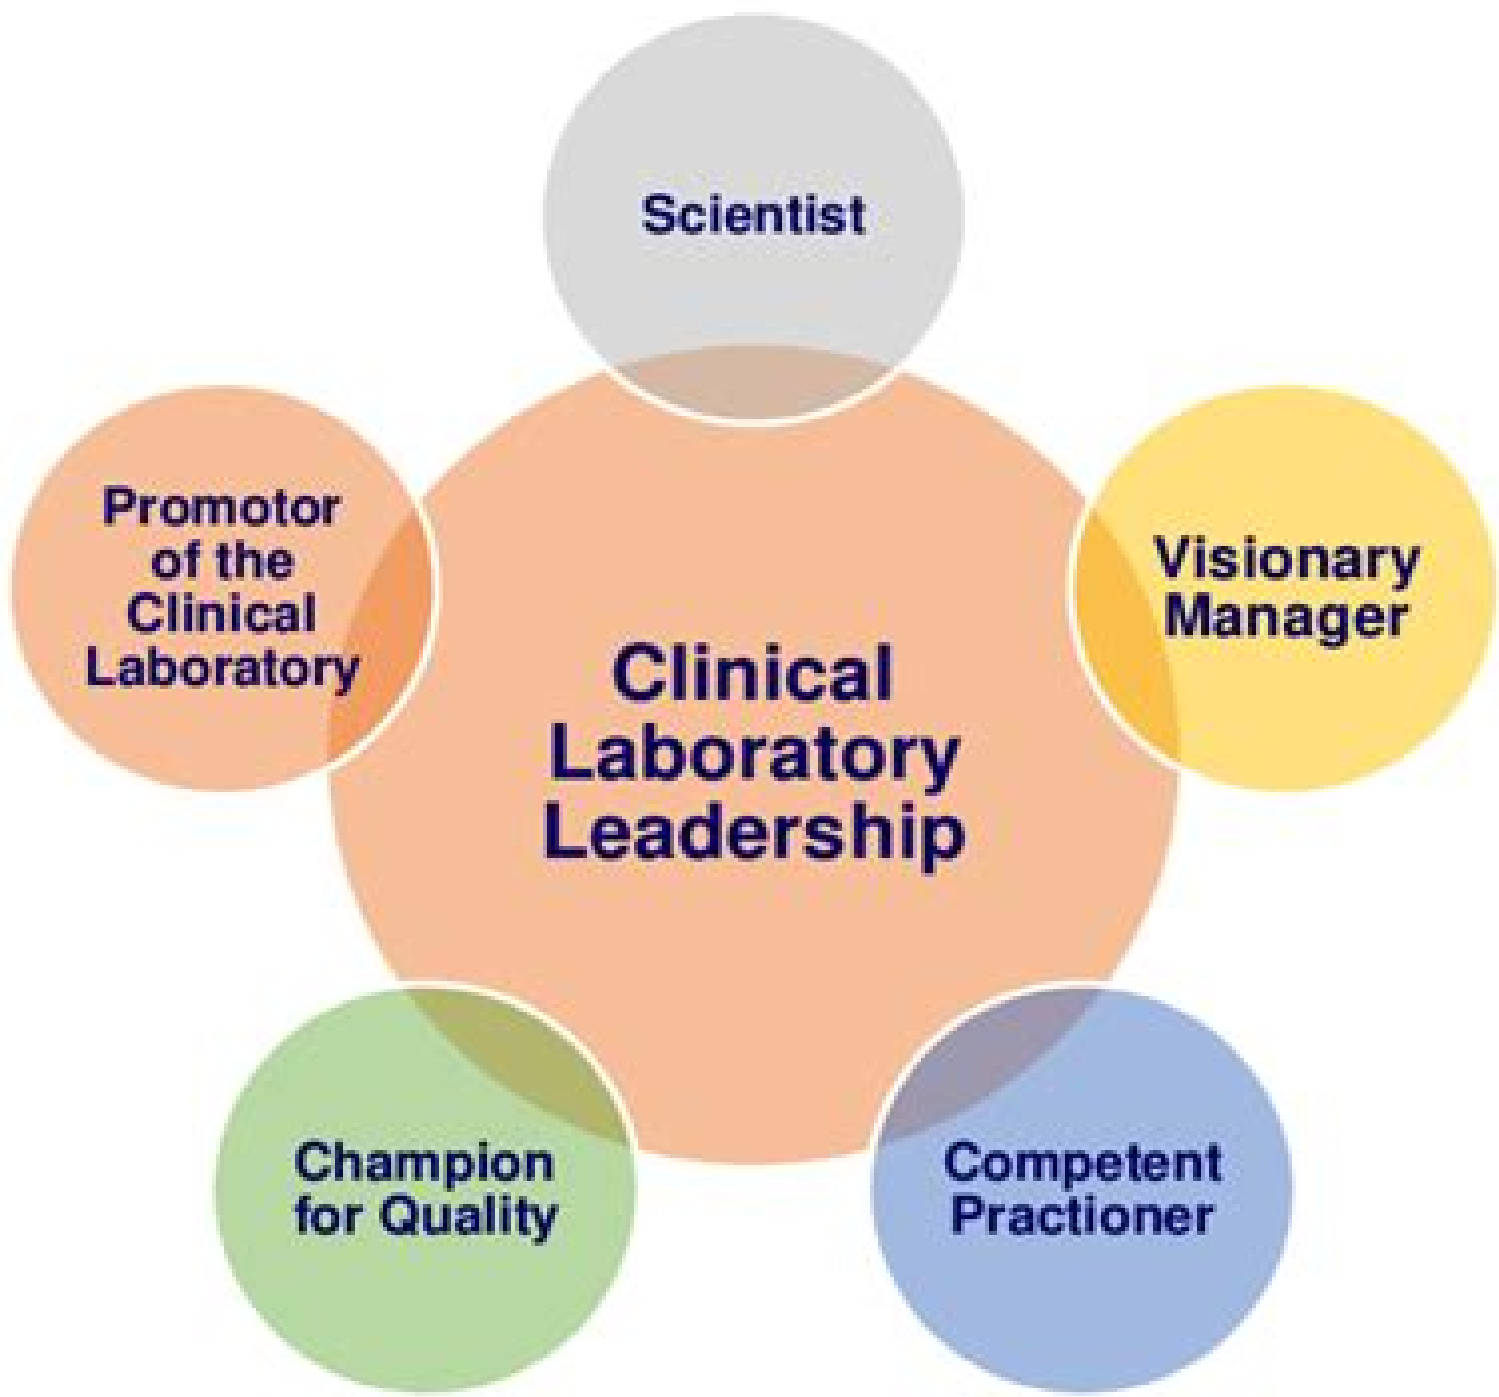 Scientist
Promotor
of the
Clinical
Laboratory
Visionary
Manager
Clinical
Laboratory
Leadership
Champion
for Quality
Competent
Practioner